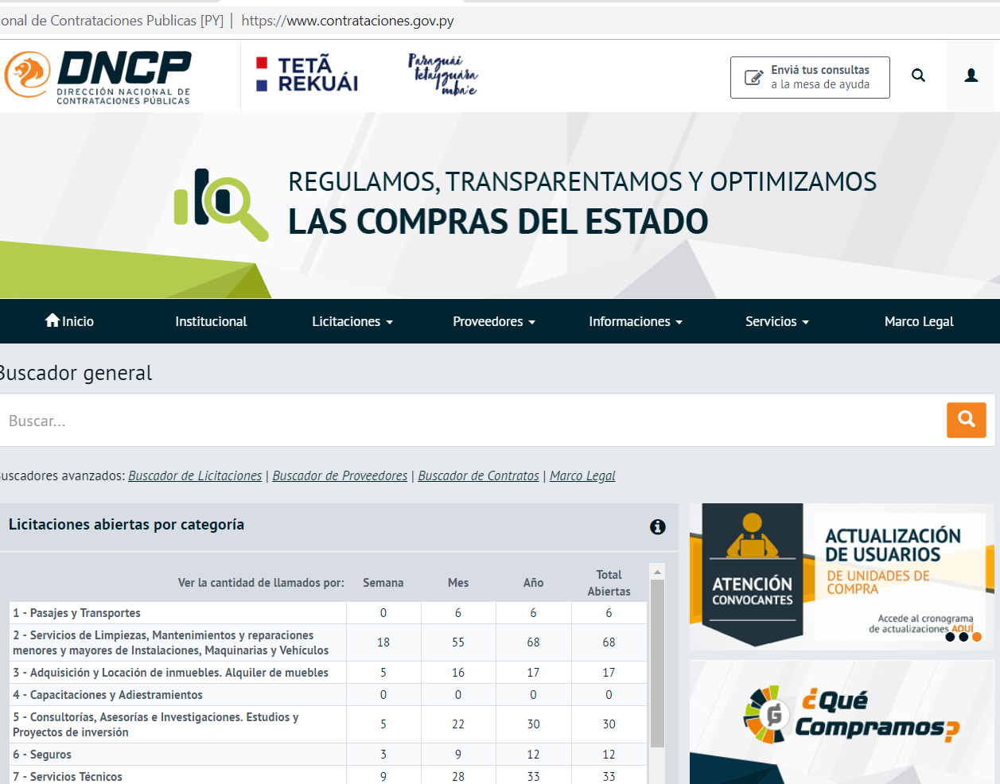 onal de Contrataciones Publicas [PY] | https://www.contrataciones.gov.py
DNCP
DIRECCIÓN NACIONAL DE
CONTRATACIONES PÚBLICAS
TETÃ
REKUÁI
Paraguái
tetayguára
mba'e
Enviá tus consultas
a la mesa de ayuda
REGULAMOS, TRANSPARENTAMOS Y OPTIMIZAMOS
LAS COMPRAS DEL ESTADO
Inicio Institucional Licitaciones Proveedores Informaciones Servicios Marco Legal
Buscador general
Buscar...
uscadores avanzados: Buscador de Licitaciones | Buscador de Proveedores | Buscador de Contratos | Marco Legal
Licitaciones abiertas por categoría
Ver la cantidad de llamados por: Semana Mes Año Total
Abiertas
1 - Pasajes y Transportes 0 6 6 6
2 - Servicios de Limpiezas, Mantenimientos y reparaciones
menores y mayores de Instalaciones, Maquinarias y Vehículos 18 55 68 68
3 - Adquisición y Locación de inmuebles. Alquiler de muebles 5 16 17 17
4 - Capacitaciones y Adiestramientos 0 0 0 0
5 - Consultorías, Asesorías e Investigaciones. Estudios y
Proyectos de inversión 5 22 30 30
6 - Seguros 3 9 12 12
7 - Servicios Técnicos 9 28 33 33
ATENCIÓN
CONVOCANTES
ACTUALIZACIÓN
DE USUARIOS
DE UNIDADES DE
COMPRA
Accede al cronograma
de actualizaciones AQUÍ
¿Qué
Compramos?